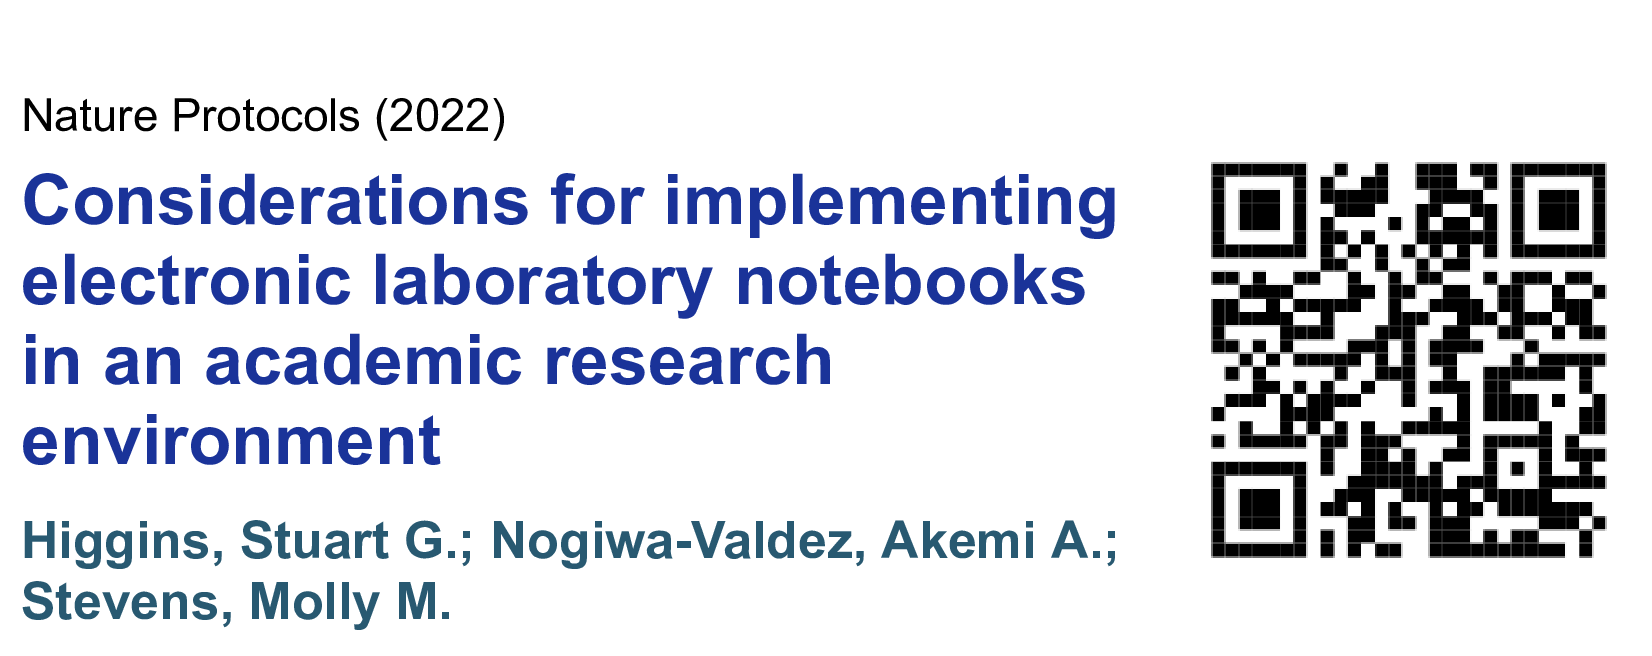 Nature Protocols (2022)
Considerations for implementing
electronic laboratory notebooks
in an academic research
environment
Higgins, Stuart G.; Nogiwa-Valdez, Akemi A.;
Stevens, Molly M.